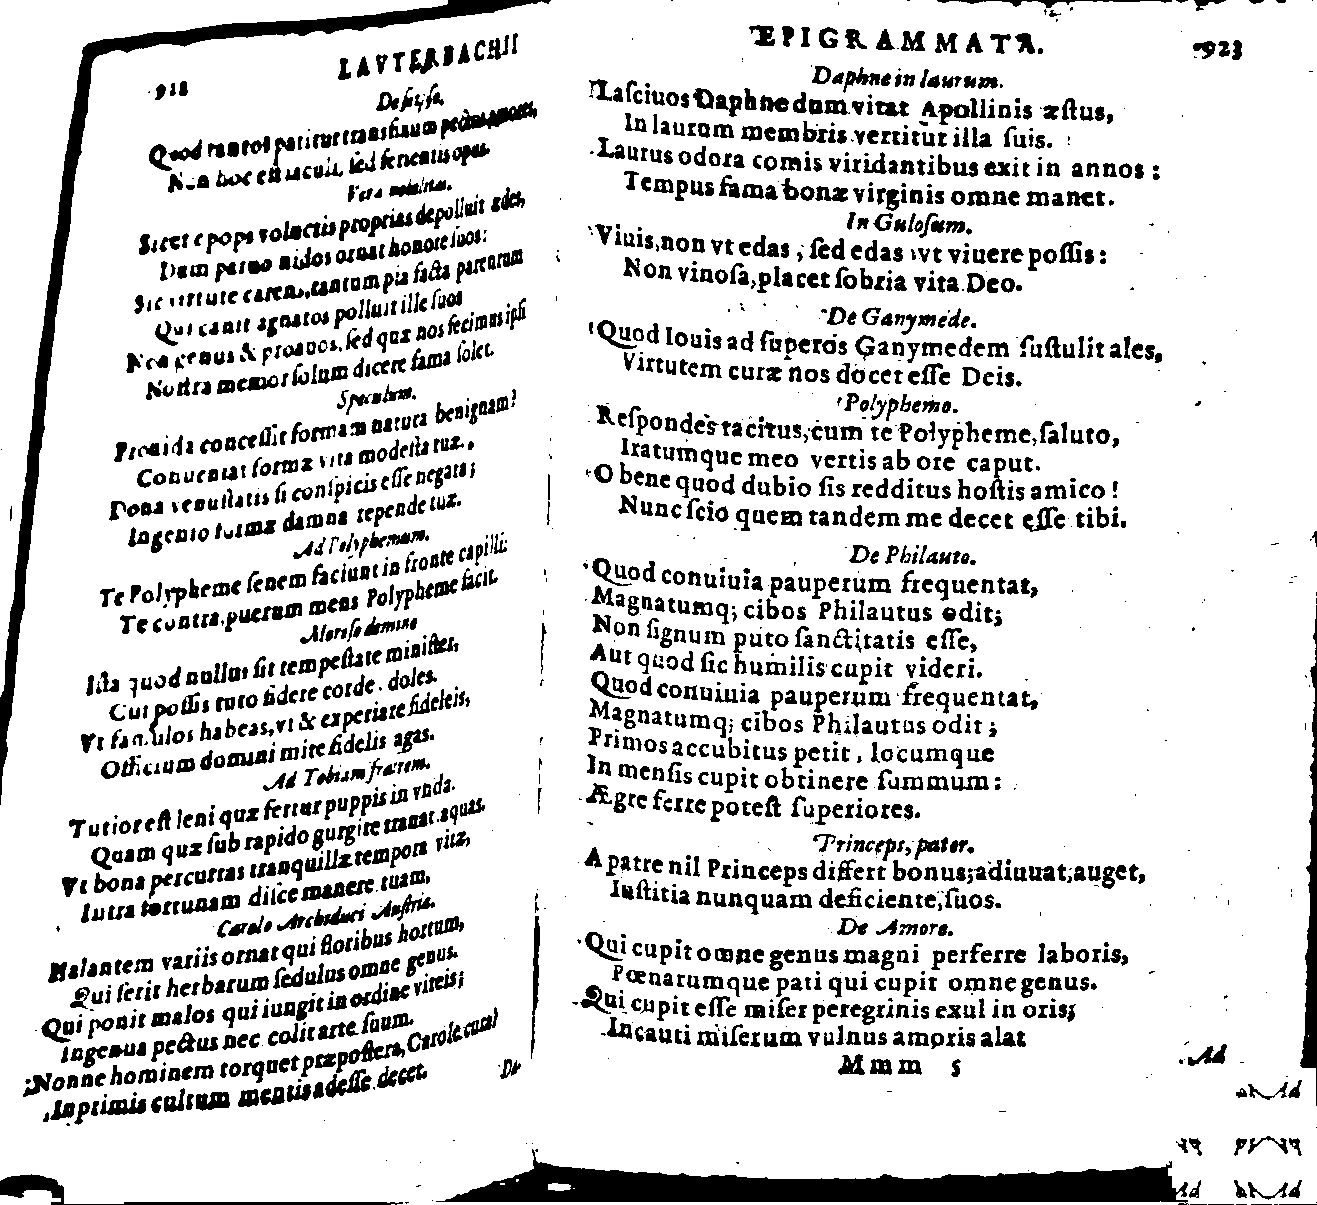 918
LAVTERBACHII
De seipso.
Quod tantos patitur transfixum pectus amores,
Non hoc est iaculi, sed ferientis opus.
Vera nobilitas.
Sicut epops volucris proprias depolluit ædes,
Dum paruo nidos ornat honore suos:
Sic virtute carens, tantum pia facta parentum
Qui canit agnatos polluit ille suos
Non genus & proauos, sed quæ nos fecimus ipsi
Nostra memor solum dicere fama solet.
Speculum.
Prouida concessit formam natura benignam?
Conueniat formæ vita modesta tuæ.
Dona venustatis si conspicis esse negata;
Ingenio formæ damna repende tuæ.
Ad Polyphemum.
Te Polypheme senem faciunt in fronte capilli:
Te contra, puerum mens Polypheme facit.
Moroso domino
Ista quod nullus sit tempestate minister,
Cui possis tuto fidere corde, doles.
Vt famulos habeas, vt & experiare fideleis,
Officium domini mite fidelis agas.
Ad Tobiam fratrem.
Tutior est leni quæ fertur puppis in vnda.
Quam quæ sub rapido gurgite tranat aquas.
Vt bona percurras tranquillæ tempora vitæ,
Intra fortunam disce manere tuam.
Carolo Archiduci Austriæ.
Malantem variis ornat qui floribus hortum,
Qui serit herbarum sedulus omne genus.
Qui ponit malos qui iungit in ordine viteis;
Ingenua pectus nec colit arte suum.
Nonne hominem torquet præpostera, Carole cura?
Inprimis cultum mentis adesse decet.
De
EPIGRAMMATA.
923
Daphne in laurum.
Lasciuos Daphne dum vitat Apollinis æstus,
In laurum membris vertitur illa suis.
Laurus odora comis viridantibus exit in annos:
Tempus fama bonæ virginis omne manet.
In Gulosum.
Viuis, non vt edas, sed edas vt viuere possis:
Non vinosa, placet sobria vita Deo.
De Ganymede.
Quod Iouis ad superos Ganymedem sustulit ales,
Virtutem curæ nos docet esse Deis.
Polyphemo.
Respondes tacitus, cum te Polypheme, saluto,
Iratumque meo vertis ab ore caput.
O bene quod dubio sis redditus hostis amico!
Nunc scio quem tandem me decet esse tibi.
De Philauto.
Quod conuiuia pauperum frequentat,
Magnatumq; cibos Philautus odit;
Non signum puto sanctitatis esse,
Aut quod sic humilis cupit videri.
Quod conuiuia pauperum frequentat,
Magnatumq; cibos Philautus odit;
Primos accubitus petit, locumque
In mensis cupit obtinere summum:
Ægre ferre potest superiores.
Princeps, pater.
A patre nil Princeps differt bonus; adiuuat, auget,
Iustitia nunquam deficiente, suos.
De Amore.
Qui cupit omne genus magni perferre laboris,
Pœnarumque pati qui cupit omne genus.
Qui cupit esse miser peregrinis exul in oris;
Incauti miserum vulnus amoris alat
Mmm 5
Ad